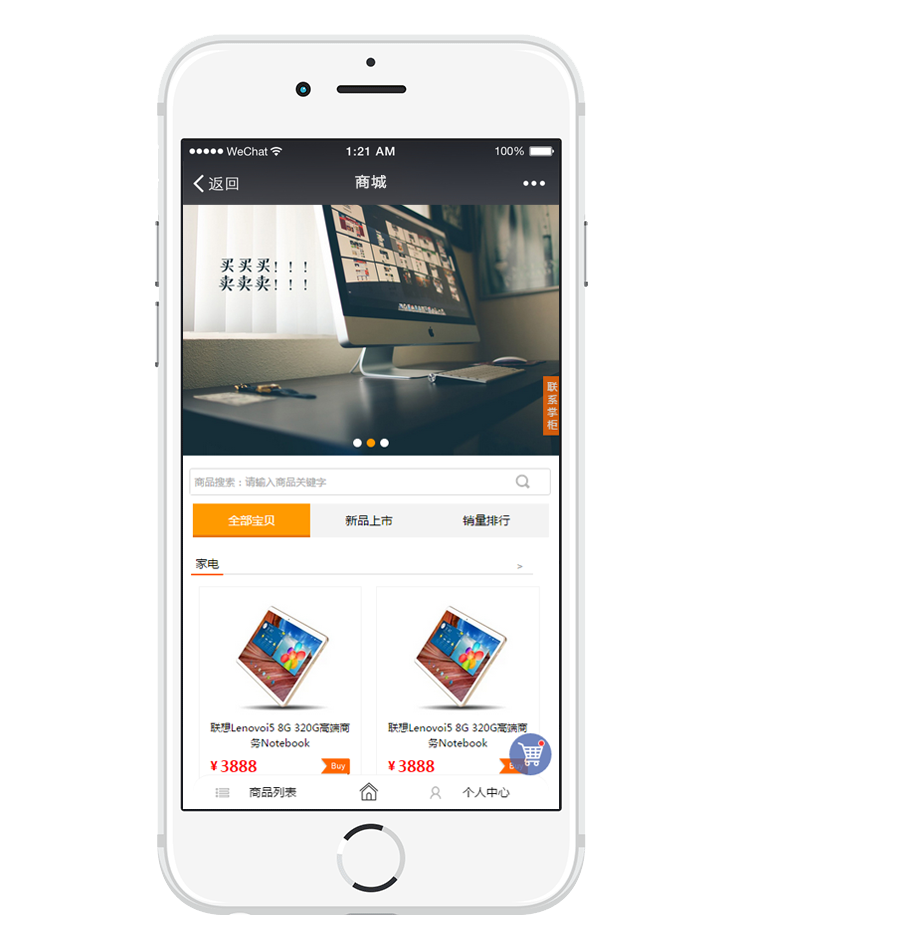 WeChat 1:21 AM 100%
返回 商城
买买买！！！
卖卖卖！！！
联系掌柜
商品搜索：请输入商品关键字
全部宝贝 新品上市 销量排行
家电 >
联想Lenovoi5 8G 320G高端商
务Notebook
¥3888 Buy
联想Lenovoi5 8G 320G高端商
务Notebook
¥3888
商品列表 个人中心